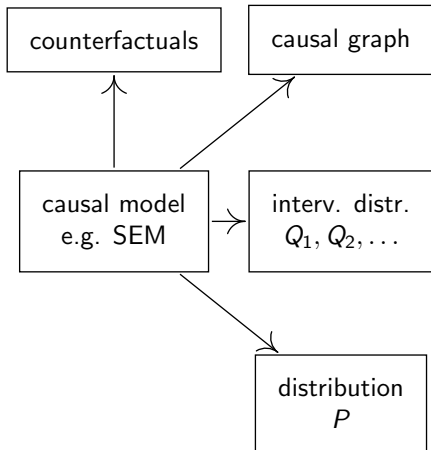 counterfactuals
causal graph
causal model
e.g. SEM
interv. distr.
Q₁, Q₂, . . .
distribution
P